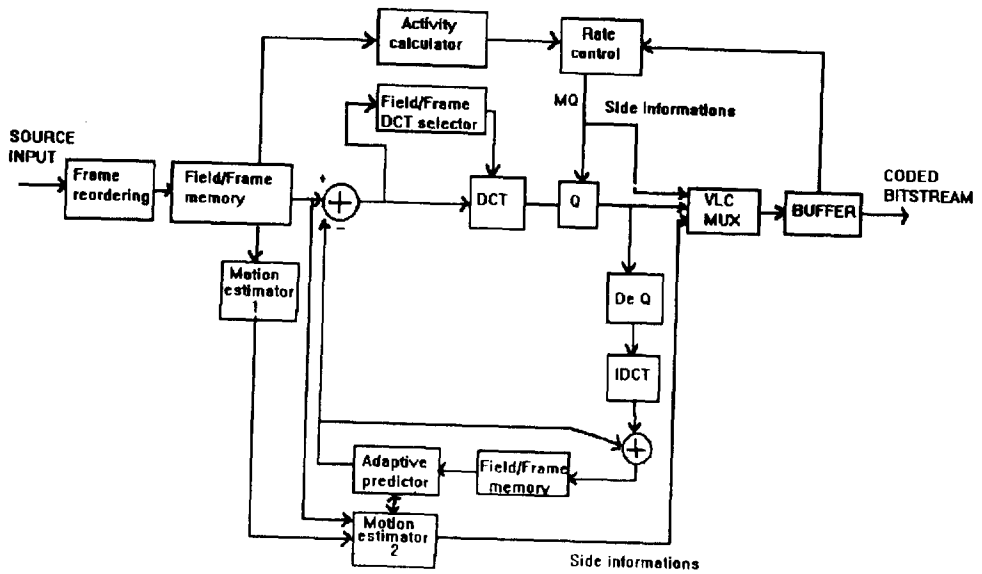 Activity
calculator
Rate
control
MQ
Side Informations
Field/Frame
DCT selector
SOURCE
INPUT
Frame
reordering
Field/Frame
memory
+
−
DCT
Q
VLC
MUX
BUFFER
CODED
BITSTREAM
Motion
estimator
1
De Q
IDCT
Adaptive
predictor
Field/Frame
memory
Motion
estimator
2
Side informations